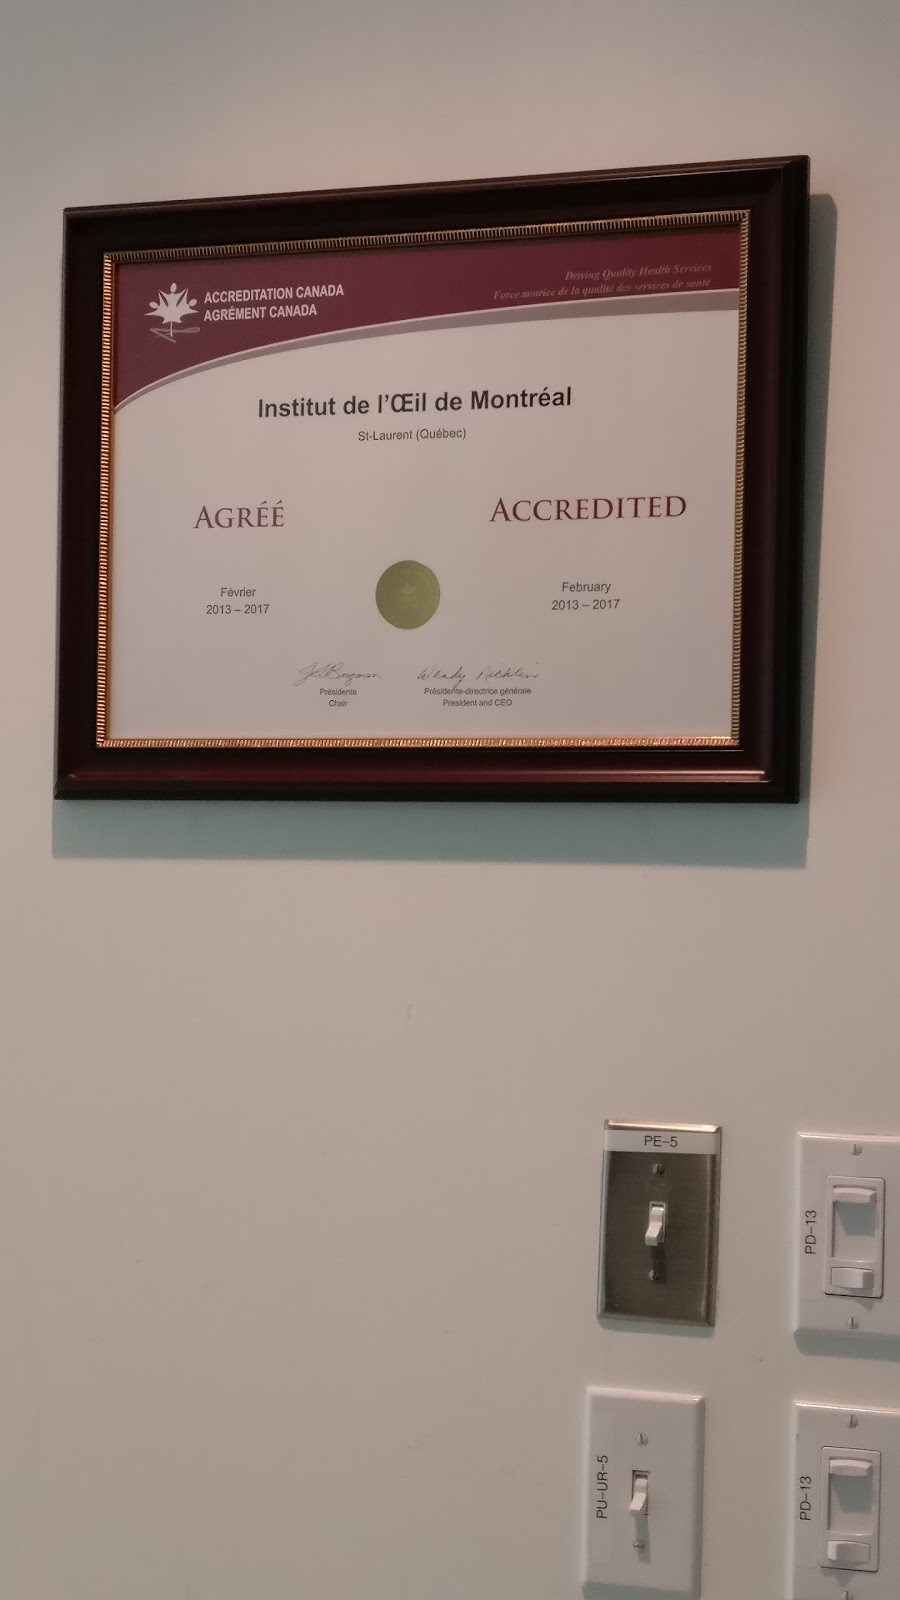 ACCREDITATION CANADA
AGRÉMENT CANADA
Driving Quality Health Services
Force motrice de la qualité des services de santé
Institut de l'Œil de Montréal
St-Laurent (Québec)
AGRÉÉ
ACCREDITED
Février
2013 – 2017
February
2013 – 2017
Wendy Nicklin
Présidente
Chair
Présidente-directrice générale
President and CEO
PE-5
PD-13
PU-UR-5
PD-13